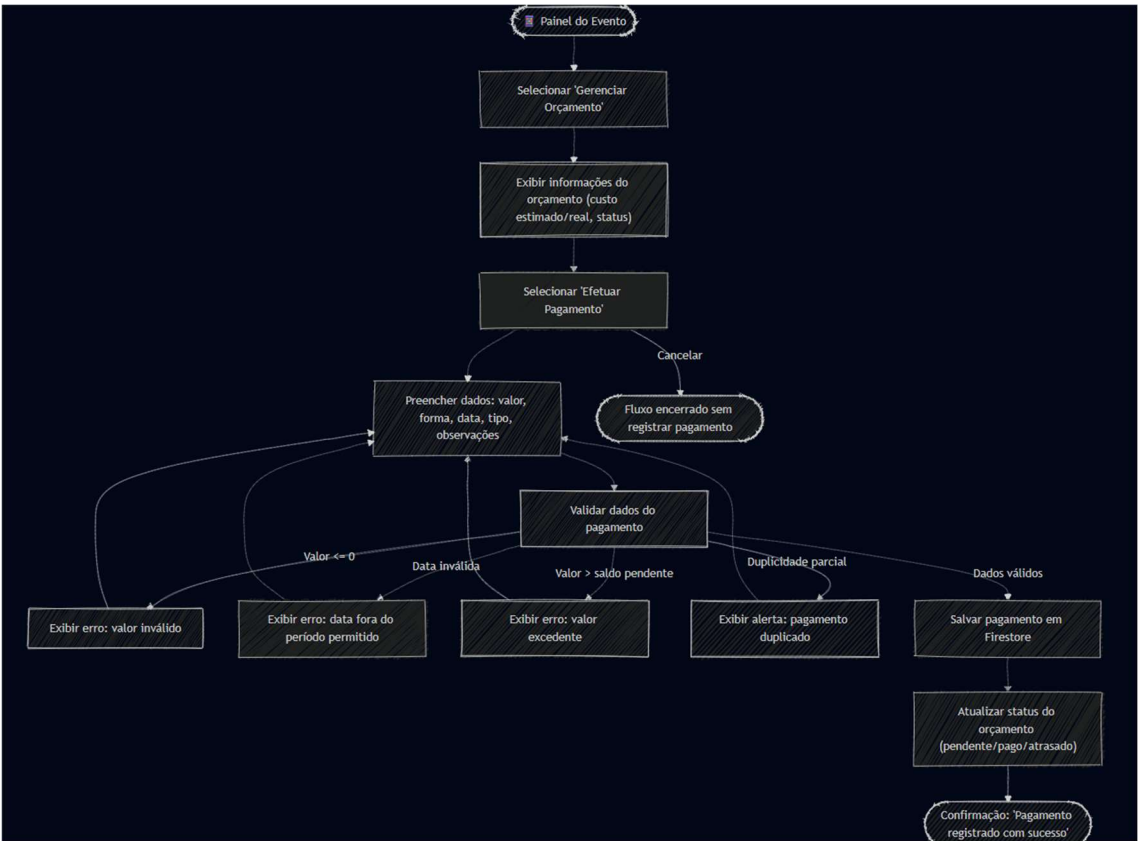 Painel do Evento
Selecionar 'Gerenciar
Orçamento'
Exibir informações do
orçamento (custo
estimado/real, status)
Selecionar 'Efetuar
Pagamento'
Cancelar
Preencher dados: valor,
forma, data, tipo,
observações
Fluxo encerrado sem
registrar pagamento
Validar dados do
pagamento
Valor <= 0
Data inválida
Valor > saldo pendente
Duplicidade parcial
Dados válidos
Exibir erro: valor inválido
Exibir erro: data fora do
período permitido
Exibir erro: valor
excedente
Exibir alerta: pagamento
duplicado
Salvar pagamento em
Firestore
Atualizar status do
orçamento
(pendente/pago/atrasado)
Confirmação: 'Pagamento
registrado com sucesso'